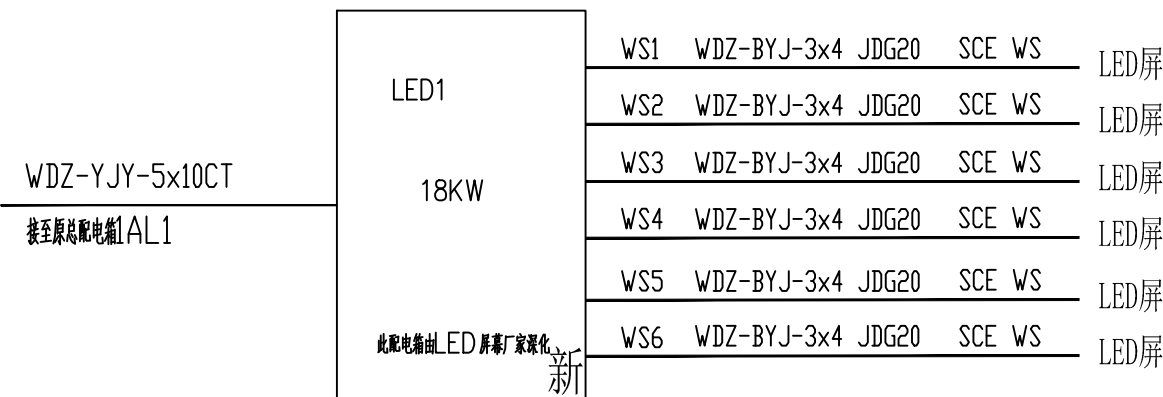 WS1 WDZ-BYJ-3x4 JDG20 SCE WS LED屏
LED1
WS2 WDZ-BYJ-3x4 JDG20 SCE WS LED屏
WDZ-YJY-5x10CT
WS3 WDZ-BYJ-3x4 JDG20 SCE WS LED屏
18KW
接至原总配电箱1AL1
WS4 WDZ-BYJ-3x4 JDG20 SCE WS LED屏
WS5 WDZ-BYJ-3x4 JDG20 SCE WS LED屏
WS6 WDZ-BYJ-3x4 JDG20 SCE WS LED屏
此配电箱由LED屏幕厂家深化
新